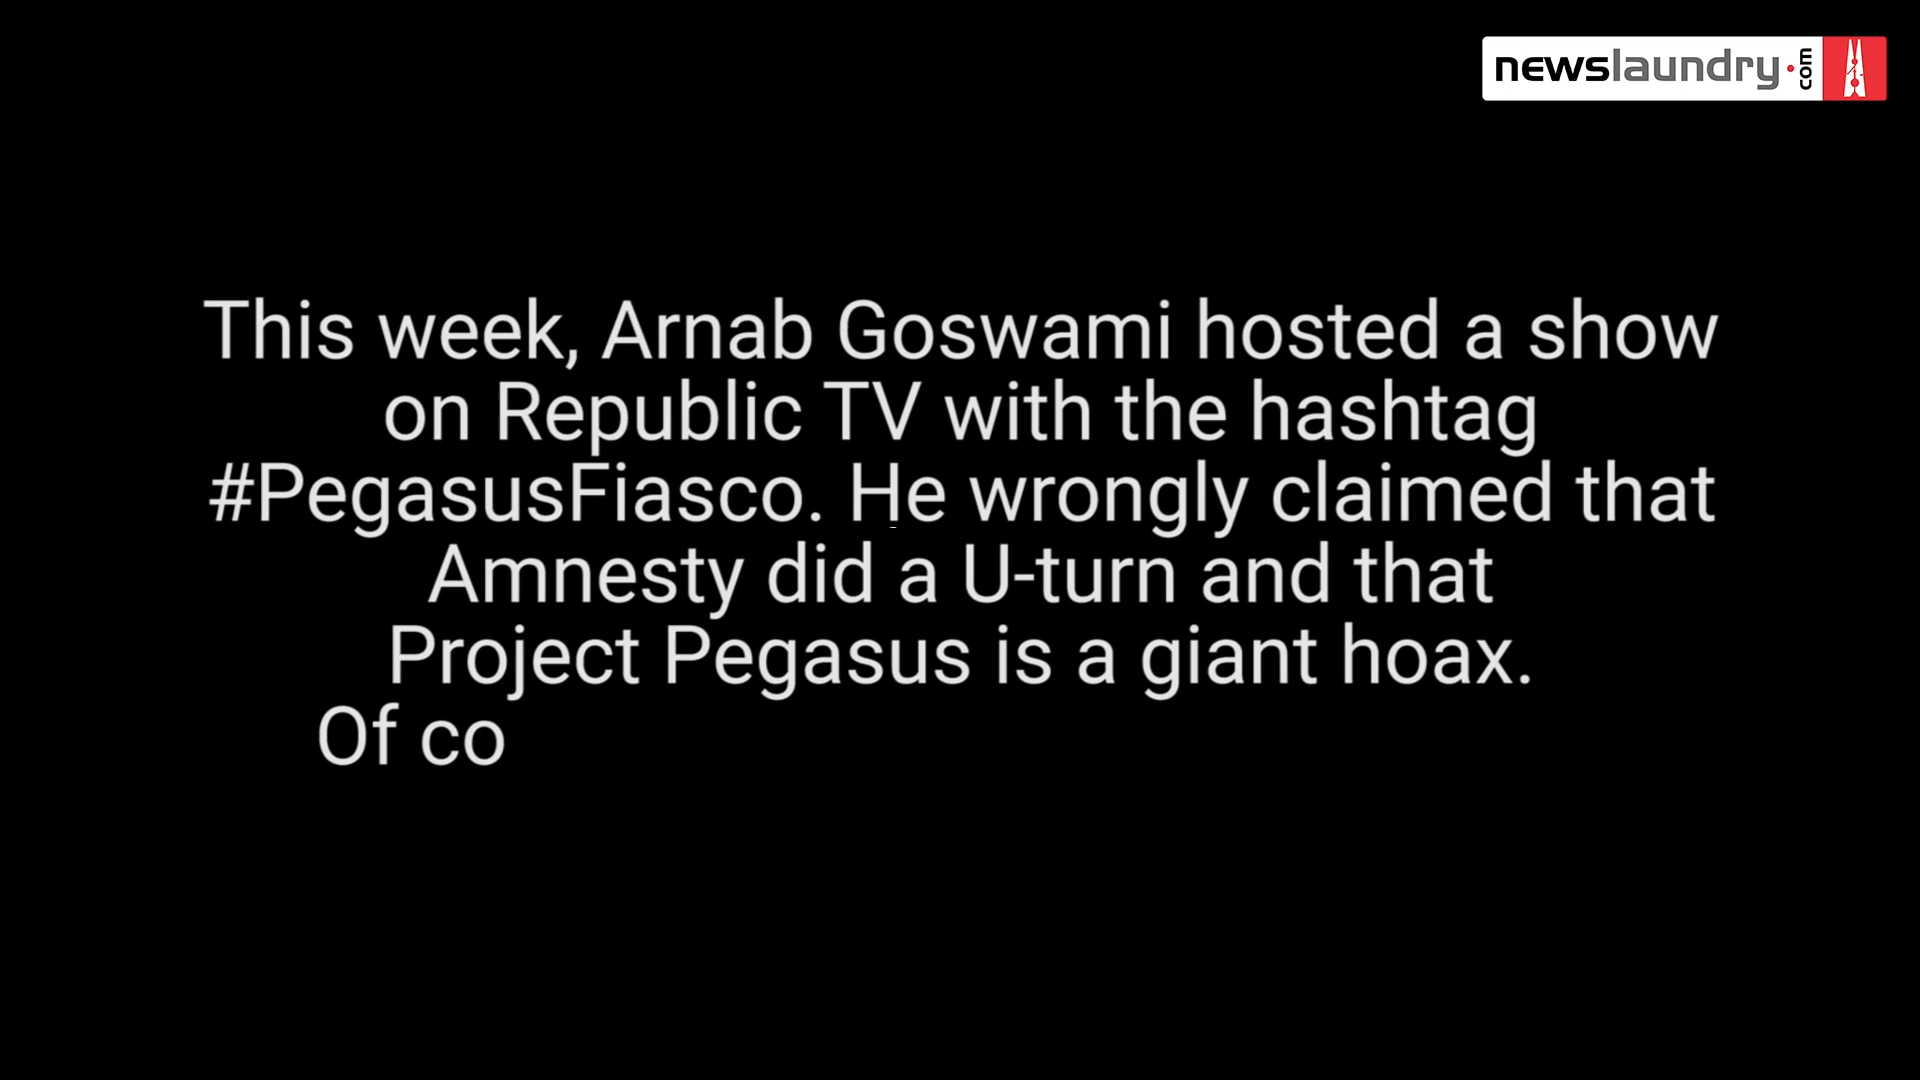 newslaundry.com
This week, Arnab Goswami hosted a show
on Republic TV with the hashtag
#PegasusFiasco. He wrongly claimed that
Amnesty did a U-turn and that
Project Pegasus is a giant hoax.
Of co